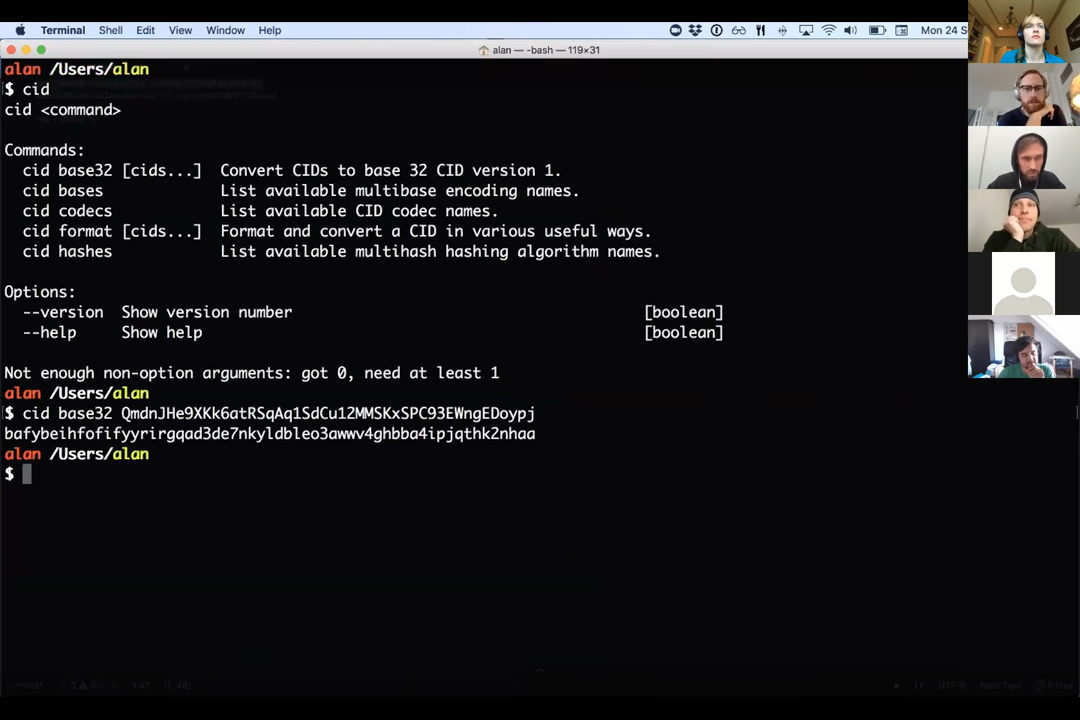 Terminal Shell Edit View Window Help Mon 24 S
alan — -bash — 119×31
alan /Users/alan
$ cid
cid <command>
Commands:
cid base32 [cids...] Convert CIDs to base 32 CID version 1.
cid bases List available multibase encoding names.
cid codecs List available CID codec names.
cid format [cids...] Format and convert a CID in various useful ways.
cid hashes List available multihash hashing algorithm names.
Options:
--version Show version number [boolean]
--help Show help [boolean]
Not enough non-option arguments: got 0, need at least 1
alan /Users/alan
$ cid base32 QmdnJHe9XKk6atRSqAq1SdCu12MMSKxSPC93EWngEDoypj
bafybeihfofifyyrirgqad3de7nkyldbleo3awwv4ghbba4ipjqthk2nhaa
alan /Users/alan
$
Plain Text 0 files